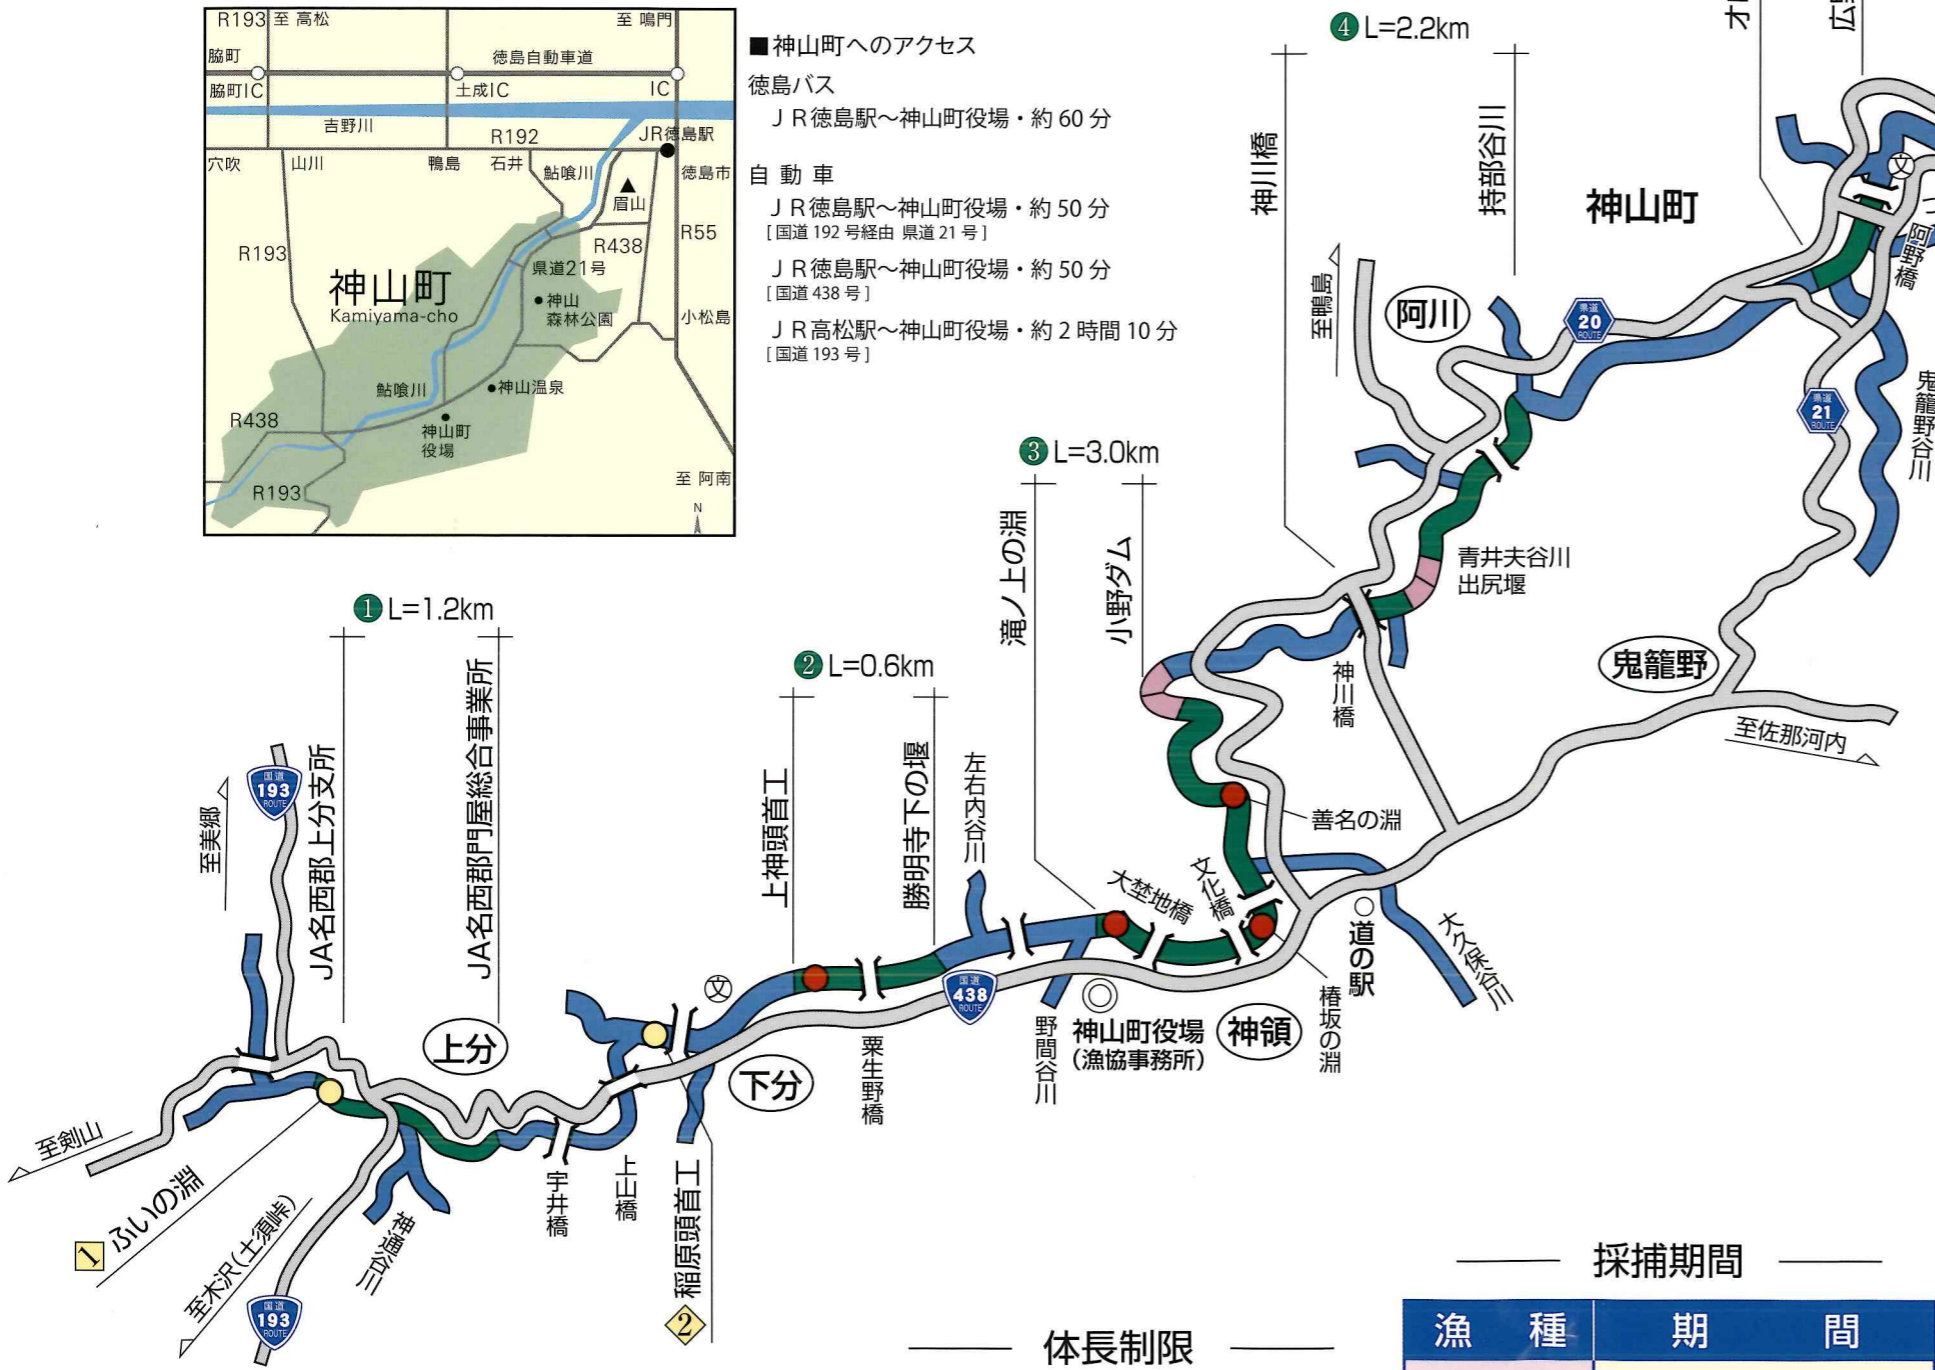 R193
至 高松
至 鳴門
脇町
徳島自動車道
脇町IC
土成IC
IC
吉野川
R192
JR徳島駅
穴吹
山川
鴨島
石井
鮎喰川
徳島市
眉山
R193
R438
R55
神山町
Kamiyama-cho
県道21号
神山
森林公園
小松島
鮎喰川
神山温泉
R438
神山町
役場
R193
至 阿南
N
■神山町へのアクセス
徳島バス
ＪＲ徳島駅〜神山町役場・約 60 分
自 動 車
ＪＲ徳島駅〜神山町役場・約 50 分
[ 国道 192 号経由 県道 21 号 ]
ＪＲ徳島駅〜神山町役場・約 50 分
[ 国道 438 号 ]
ＪＲ高松駅〜神山町役場・約 2 時間 10 分
[ 国道 193 号 ]
④ L=2.2km
神川橋
持部谷川
神山町
文
阿野橋
至鴨島
阿川
県道
20
ROUTE
県道
21
ROUTE
鬼籠野谷川
③ L=3.0km
滝ノ上の淵
小野ダム
青井夫谷川
出尻堰
神川橋
鬼籠野
至佐那河内
① L=1.2km
JA名西郡上分支所
JA名西郡門屋総合事業所
② L=0.6km
上神頭首工
勝明寺下の堰
左右内谷川
善名の淵
大埜地橋
文化橋
道の駅
大久保谷川
椿坂の淵
国道
193
ROUTE
至美郷
上分
文
国道
438
ROUTE
野間谷川
神山町役場
（漁協事務所）
神領
下分
粟生野橋
至剣山
1 ふいの淵
至木沢(土須峠)
神通谷川
宇井橋
上山橋
稲原頭首工
2
国道
193
ROUTE
体長制限
採捕期間
漁 種
期 間